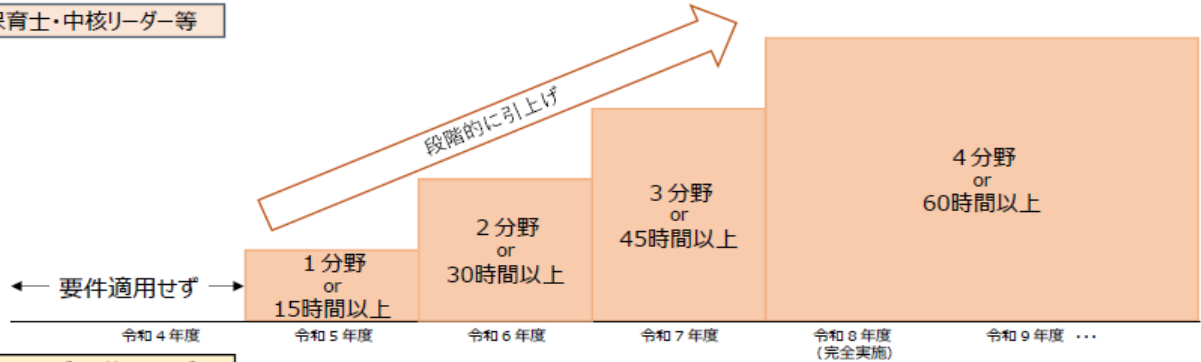 保育士・中核リーダー等
段階的に引上げ
要件適用せず
1分野
or
15時間以上
2分野
or
30時間以上
3分野
or
45時間以上
4分野
or
60時間以上
令和4年度
令和5年度
令和6年度
令和7年度
令和8年度
(完全実施)
令和9年度 …